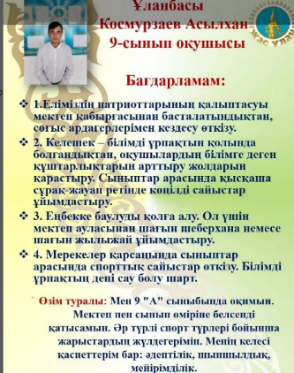 Ұланбасы
Космурзаев Асылхан
9-сынып оқушысы
Бағдарламам:
1.Еліміздің патриоттарының қалыптасуы
мектеп қабырғасынан басталатындықтан,
соғыс ардагерлерімен кездесу өткізу.
2. Келешек – білімді ұрпақтың қолында
болғандықтан, оқушылардың білімге деген
құштарлықтарын арттыру жолдарын
қарастыру. Сыныптар арасында қысқаша
сұрақ-жауап ретінде көңілді сайыстар
ұйымдастыру.
3. Еңбекке баулуды қолға алу. Ол үшін
мектеп ауласынан шағын шеберхана немесе
шағын жылыжай ұйымдастыру.
4. Мерекелер қарсаңында сыныптар
арасында спорттық сайыстар өткізу. Білімді
ұрпақтың дені сау болу шарт.
Өзім туралы: Мен 9 "А" сыныбында оқимын.
Мектеп пен сынып өміріне белсенді
қатысамын. Әр түрлі спорт түрлері бойынша
жарыстардың жүлдегерімін. Менің келесі
қасиеттерім бар: әдептілік, шыншылдық,
мейірімділік.